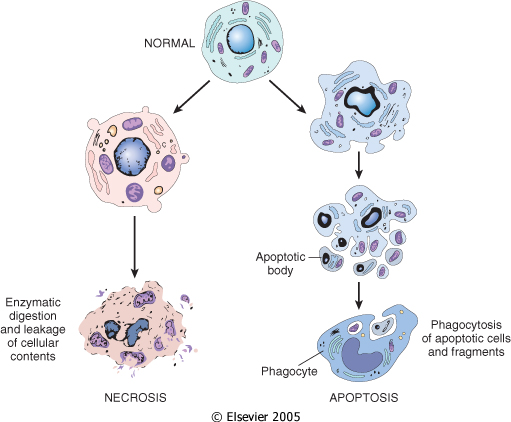 NORMAL
Apoptotic
body
Enzymatic
digestion
and leakage
of cellular
contents
Phagocytosis
of apoptotic cells
and fragments
Phagocyte
NECROSIS
APOPTOSIS
© Elsevier 2005